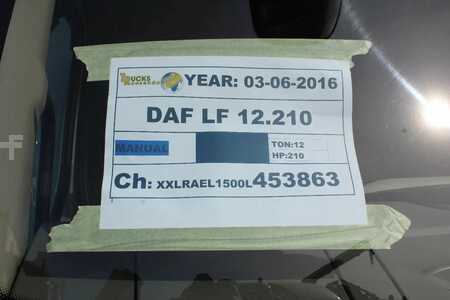 TRUCKS YEAR: 03-06-2016
DAF LF 12.210
MANUAL TON:12
HP:210
Ch: XXLRAEL1500L453863